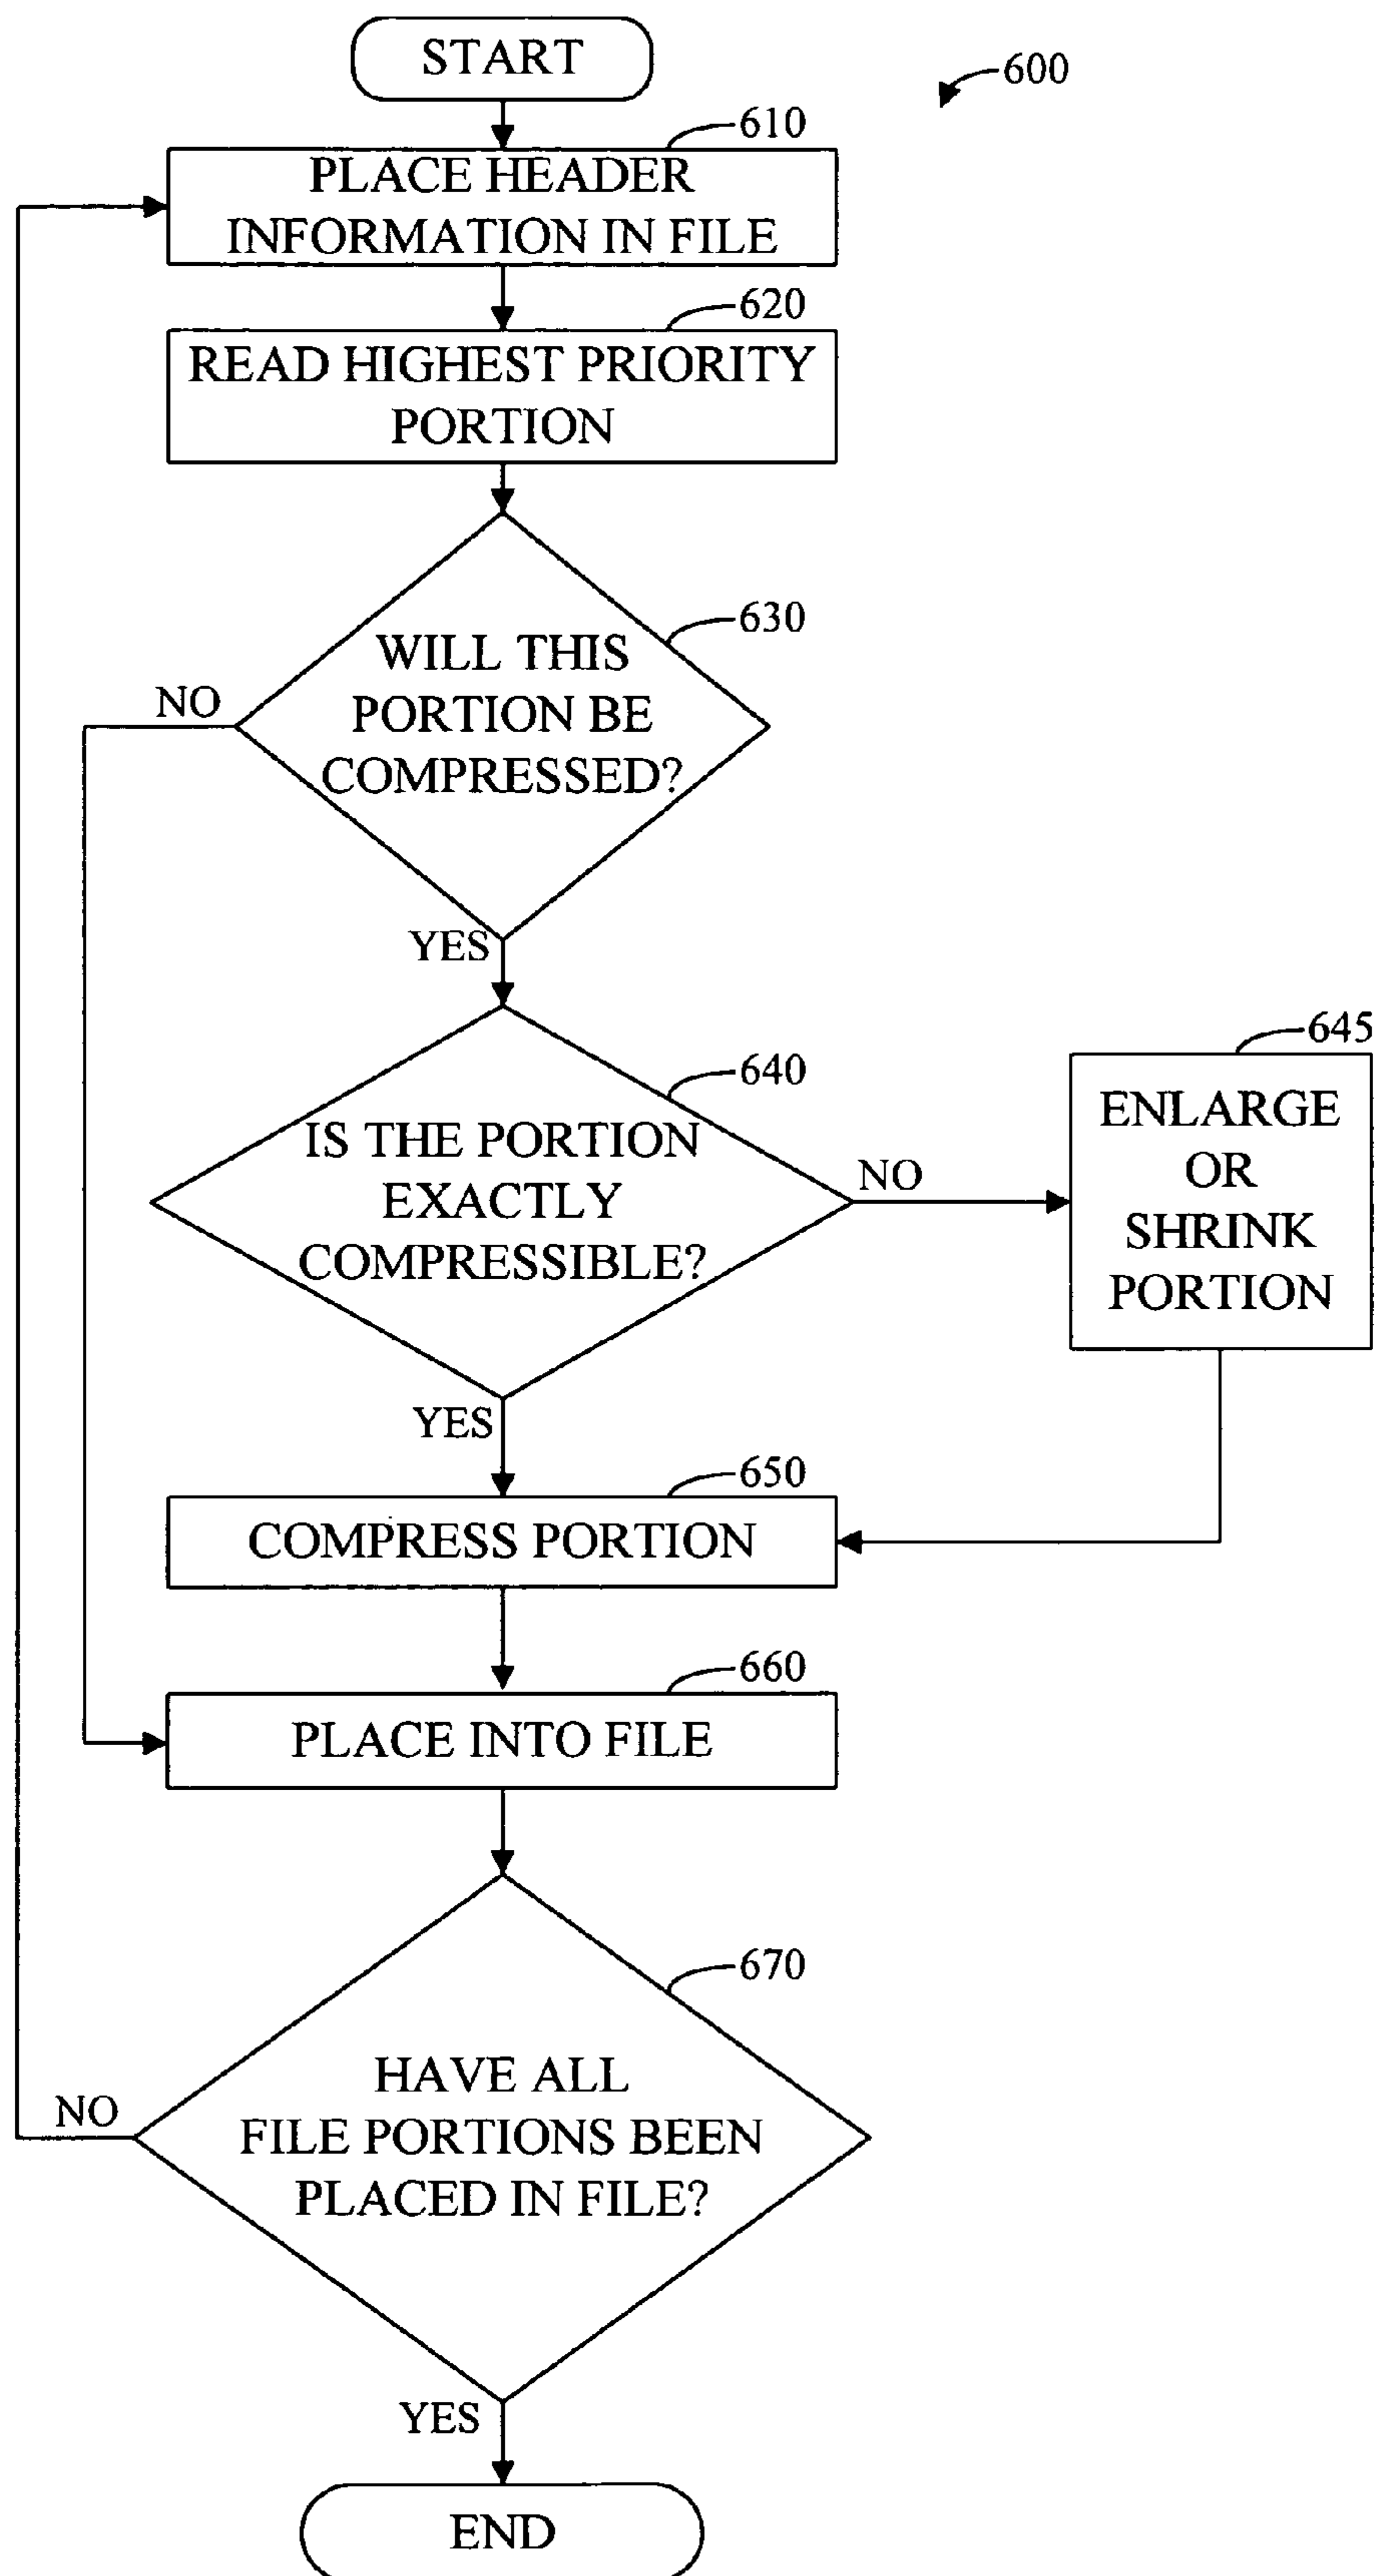 START
600
610
PLACE HEADER
INFORMATION IN FILE
620
READ HIGHEST PRIORITY
PORTION
630
WILL THIS
PORTION BE
COMPRESSED?
NO
YES
640
IS THE PORTION
EXACTLY
COMPRESSIBLE?
NO
645
ENLARGE
OR
SHRINK
PORTION
YES
650
COMPRESS PORTION
660
PLACE INTO FILE
670
HAVE ALL
FILE PORTIONS BEEN
PLACED IN FILE?
NO
YES
END